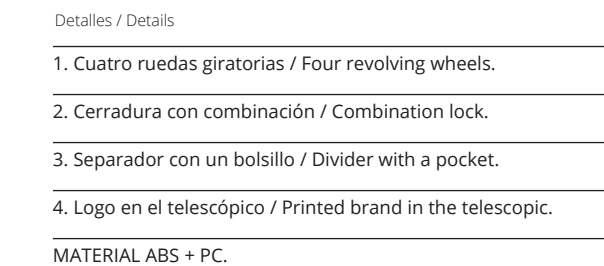 Detalles / Details
1. Cuatro ruedas giratorias / Four revolving wheels.
2. Cerradura con combinación / Combination lock.
3. Separador con un bolsillo / Divider with a pocket.
4. Logo en el telescópico / Printed brand in the telescopic.
MATERIAL ABS + PC.